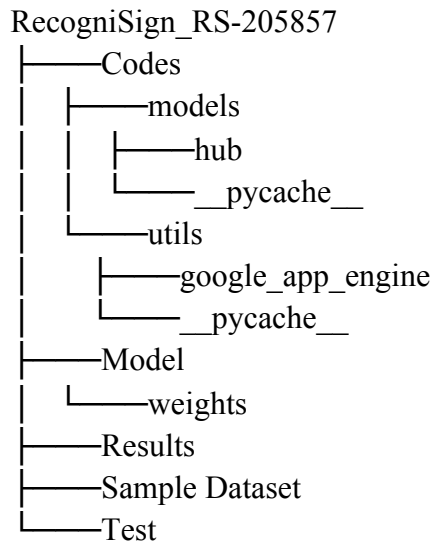 RecogniSign_RS-205857
├───Codes
│   ├───models
│   │   ├───hub
│   │   └───__pycache__
│   └───utils
│       ├───google_app_engine
│       └───__pycache__
├───Model
│   └───weights
├───Results
├───Sample Dataset
└───Test